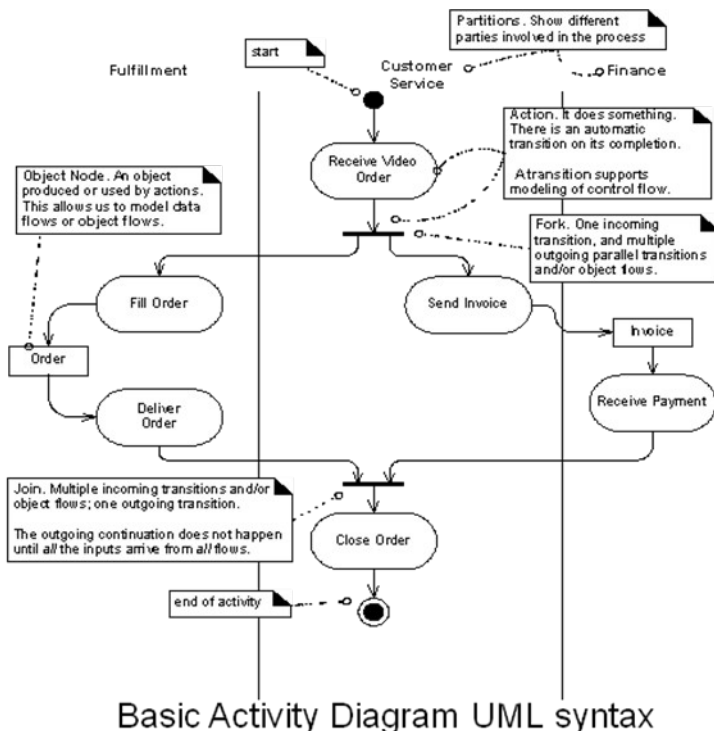 Partitions. Show different
parties involved in the process
start
Fulfillment
Customer
Service
Finance
Action. It does something.
There is an automatic
transition on its completion.
Atransition supports
modeling of control flow.
Receive Video
Order
Object Node. An object
produced or used by actions.
This allows us to model data
flows or object flows.
Fork. One incoming
transition, and multiple
outgoing parallel transitions
and/or object flows.
Fill Order
Send Invoice
Invoice
Order
Receive Payment
Deliver
Order
Join. Multiple incoming transitions and/or
object flows; one outgoing transition.
The outgoing continuation does not happen
until all the inputs arrive from all flows.
Close Order
end of activity
Basic Activity Diagram UML syntax